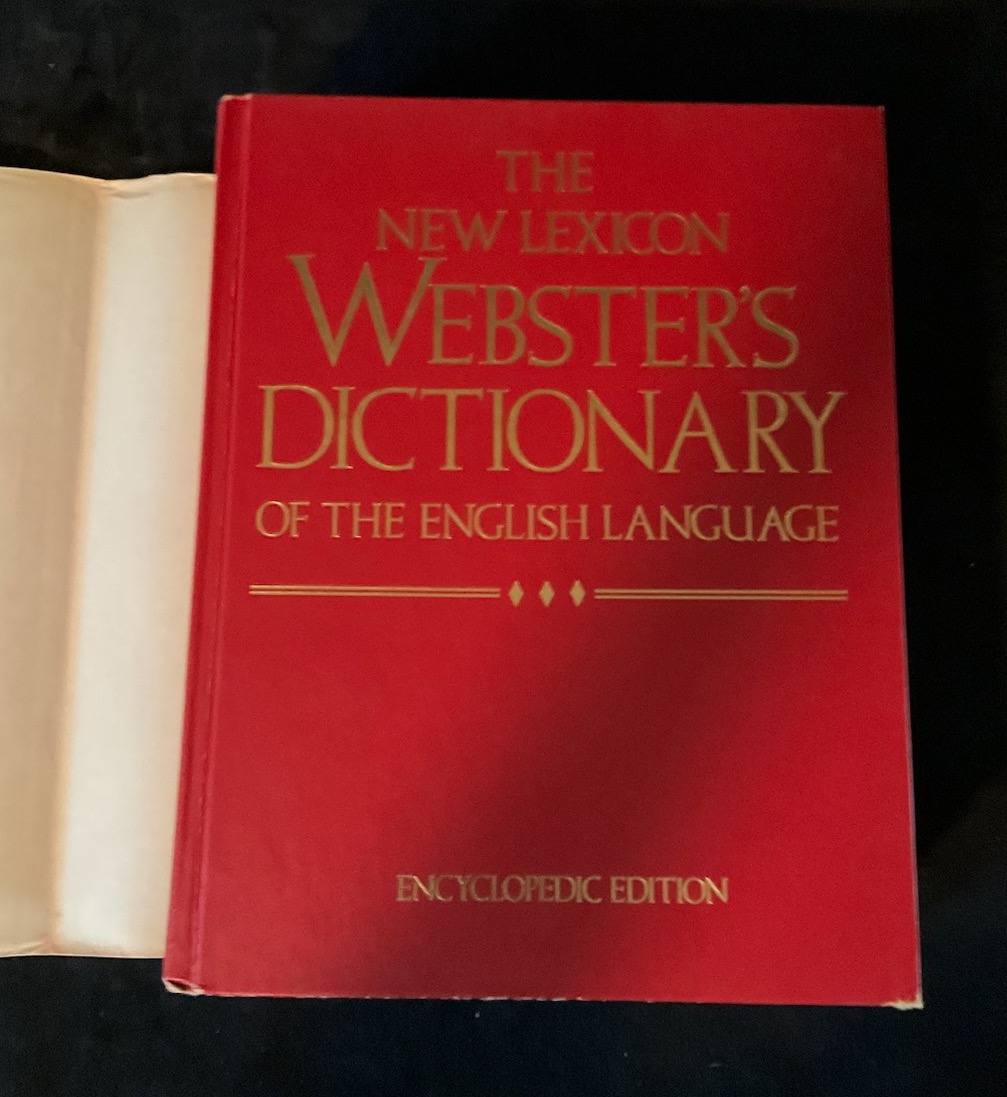 THE
NEW LEXICON
WEBSTER'S
DICTIONARY
OF THE ENGLISH LANGUAGE
ENCYCLOPEDIC EDITION